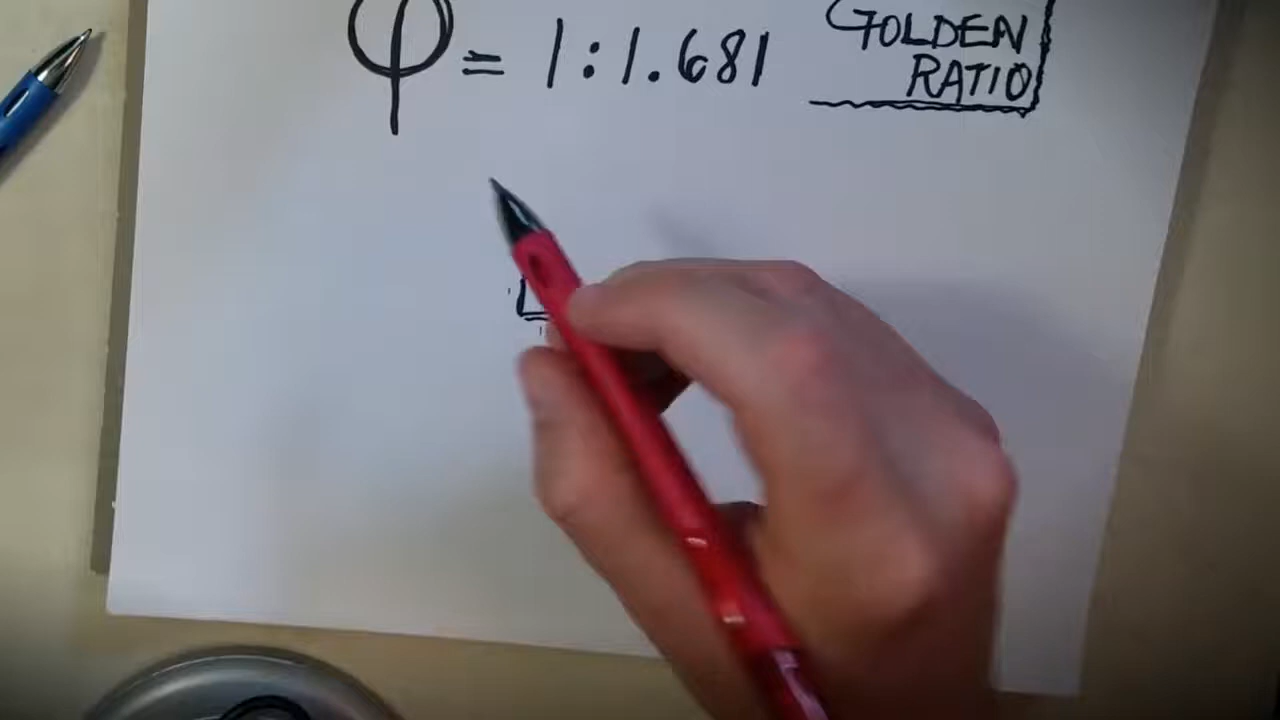 φ = 1:1.681
GOLDEN
RATIO